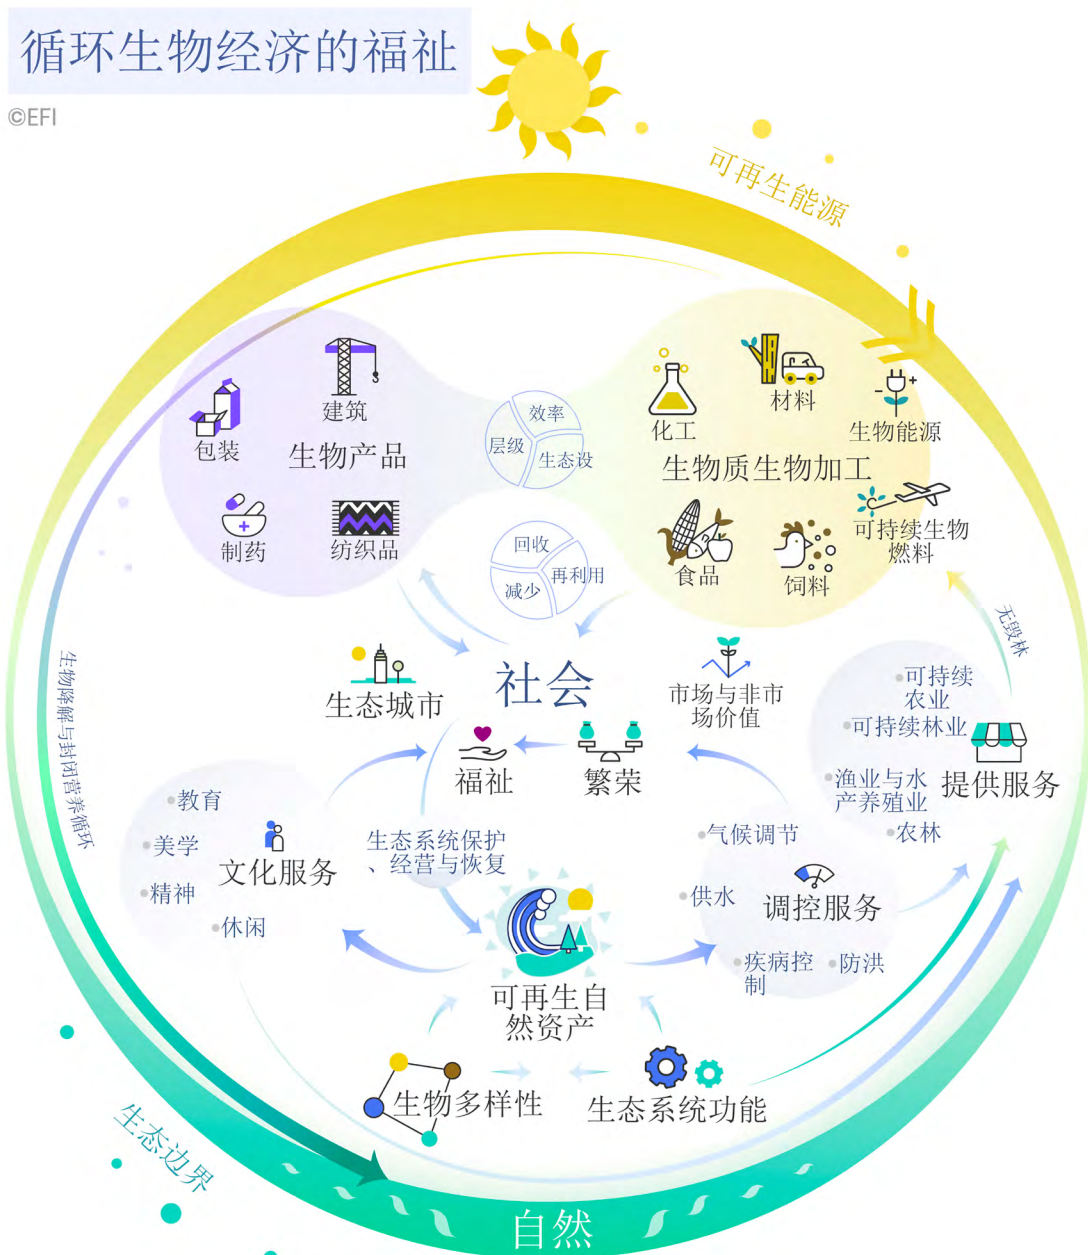 循环生物经济的福祉
©EFI
可再生能源
建筑
包装
生物产品
制药
纺织品
效率
层级
生态设
回收
再利用
减少
材料
化工
生物能源
生物质生物加工
可持续生物
燃料
食品
饲料
无毁林
生物降解与封闭营养循环
社会
生态城市
市场与非市
场价值
福祉
繁荣
可持续
农业
可持续林业
渔业与水
产养殖业
农林
提供服务
教育
美学
精神
休闲
文化服务
生态系统保护
、经营与恢复
气候调节
供水
调控服务
疾病控
制
防洪
可再生自
然资产
生物多样性
生态系统功能
生态边界
自然